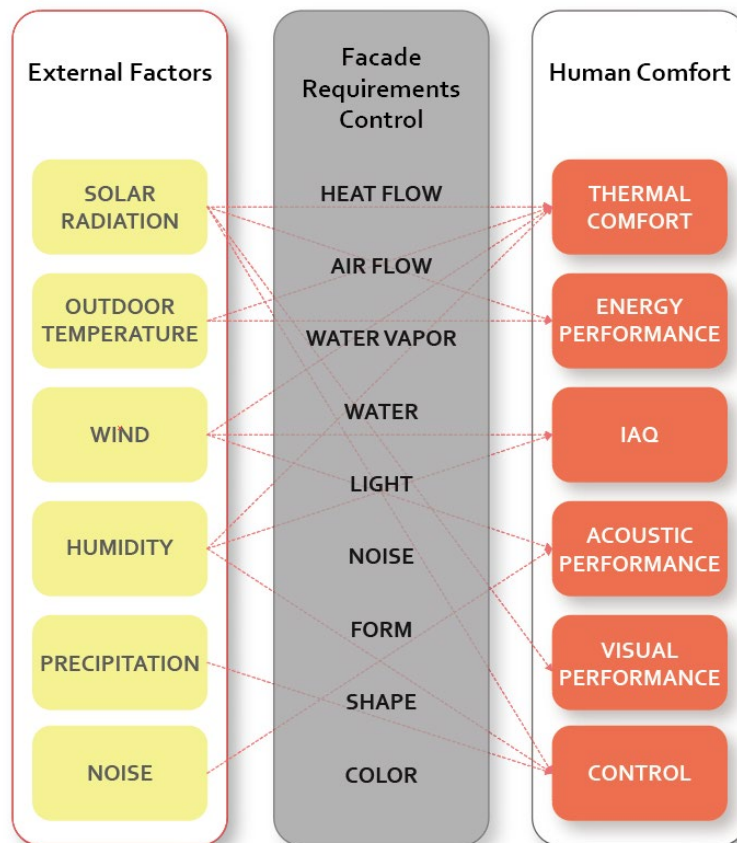 External Factors
SOLAR
RADIATION
OUTDOOR
TEMPERATURE
WIND
HUMIDITY
PRECIPITATION
NOISE
Facade
Requirements
Control
HEAT FLOW
AIR FLOW
WATER VAPOR
WATER
LIGHT
NOISE
FORM
SHAPE
COLOR
Human Comfort
THERMAL
COMFORT
ENERGY
PERFORMANCE
IAQ
ACOUSTIC
PERFORMANCE
VISUAL
PERFORMANCE
CONTROL